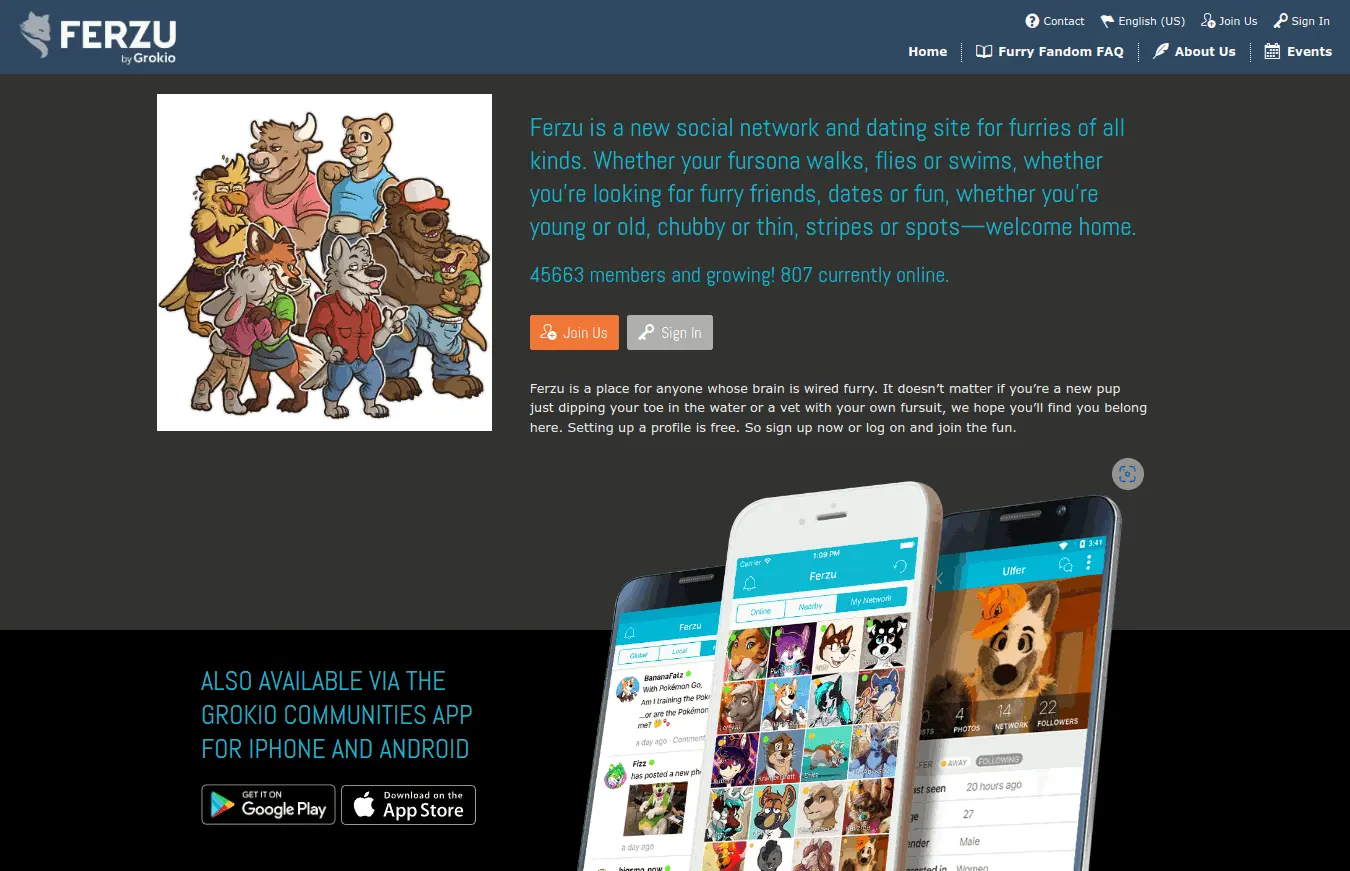 FERZU
by Grokio
Contact
English (US)
Join Us
Sign In
Home
Furry Fandom FAQ
About Us
Events
Ferzu is a new social network and dating site for furries of all
kinds. Whether your fursona walks, flies or swims, whether
you’re looking for furry friends, dates or fun, whether you’re
young or old, chubby or thin, stripes or spots—welcome home.
45663 members and growing! 807 currently online.
Join Us
Sign In
Ferzu is a place for anyone whose brain is wired furry. It doesn’t matter if you’re a new pup
just dipping your toe in the water or a vet with your own fursuit, we hope you’ll find you belong
here. Setting up a profile is free. So sign up now or log on and join the fun.
ALSO AVAILABLE VIA THE
GROKIO COMMUNITIES APP
FOR IPHONE AND ANDROID
GET IT ON
Google Play
Download on the
App Store
Ferzu
Global
Local
BananaFatz
With Pokémon Go,
Am I training the Pok
...or are the Pokémon
me?
a day ago · Comment
Fizz
has posted a new ph
a day ago
Carrier
1:09 PM
Ferzu
Online
Nearby
My Network
3:41
Ulfer
4
PHOTOS
14
NETWORK
22
FOLLOWERS
AWAY
FOLLOWING
20 hours ago
27
Male
Women